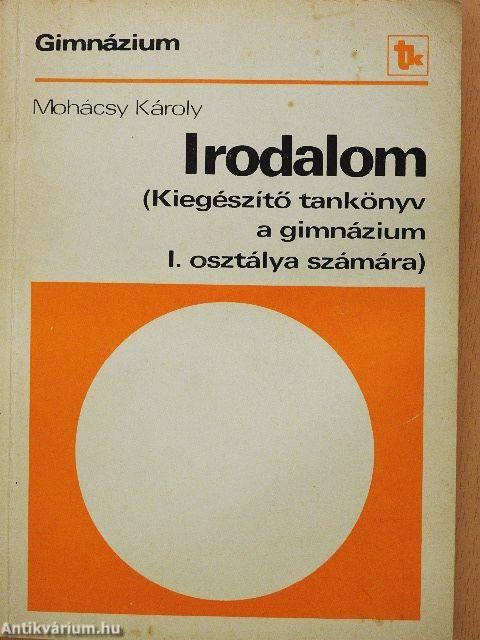 Gimnázium
tk
Mohácsy Károly
Irodalom
(Kiegészítő tankönyv
a gimnázium
I. osztálya számára)
Antikvárium.hu